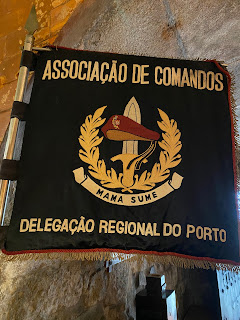 ASSOCIAÇÃO DE COMANDOS
MAMA SUME
DELEGAÇÃO REGIONAL DO PORTO